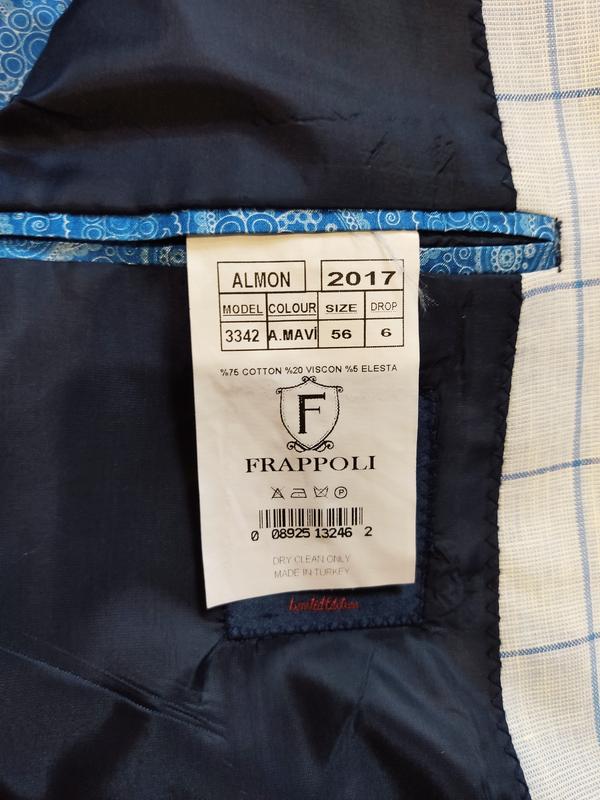 ALMON 2017
MODEL COLOUR SIZE DROP
3342 A.MAVİ 56 6
%75 COTTON %20 VISCON %5 ELESTA
F
FRAPPOLI
P
0 08925 13246 2
DRY CLEAN ONLY
MADE IN TURKEY
Limited Edition